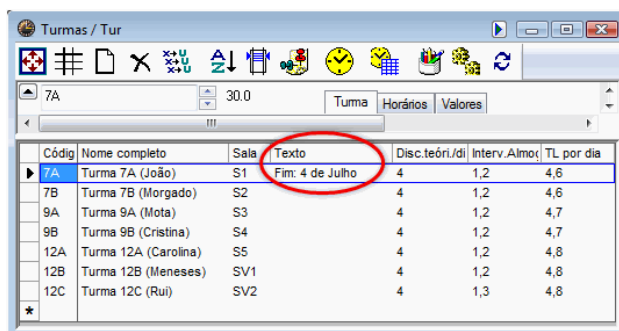 Turmas / Tur
7A 30.0 Turma Horários Valores
Códig Nome completo Sala Texto Disc.teóri./di Interv.Almoç TL por dia
7A Turma 7A (João) S1 Fim: 4 de Julho 4 1,2 4,6
7B Turma 7B (Morgado) S2 4 1,2 4,6
9A Turma 9A (Mota) S3 4 1,2 4,7
9B Turma 9B (Cristina) S4 4 1,2 4,7
12A Turma 12A (Carolina) S5 4 1,2 4,8
12B Turma 12B (Meneses) SV1 4 1,2 4,8
12C Turma 12C (Rui) SV2 4 1,3 4,8